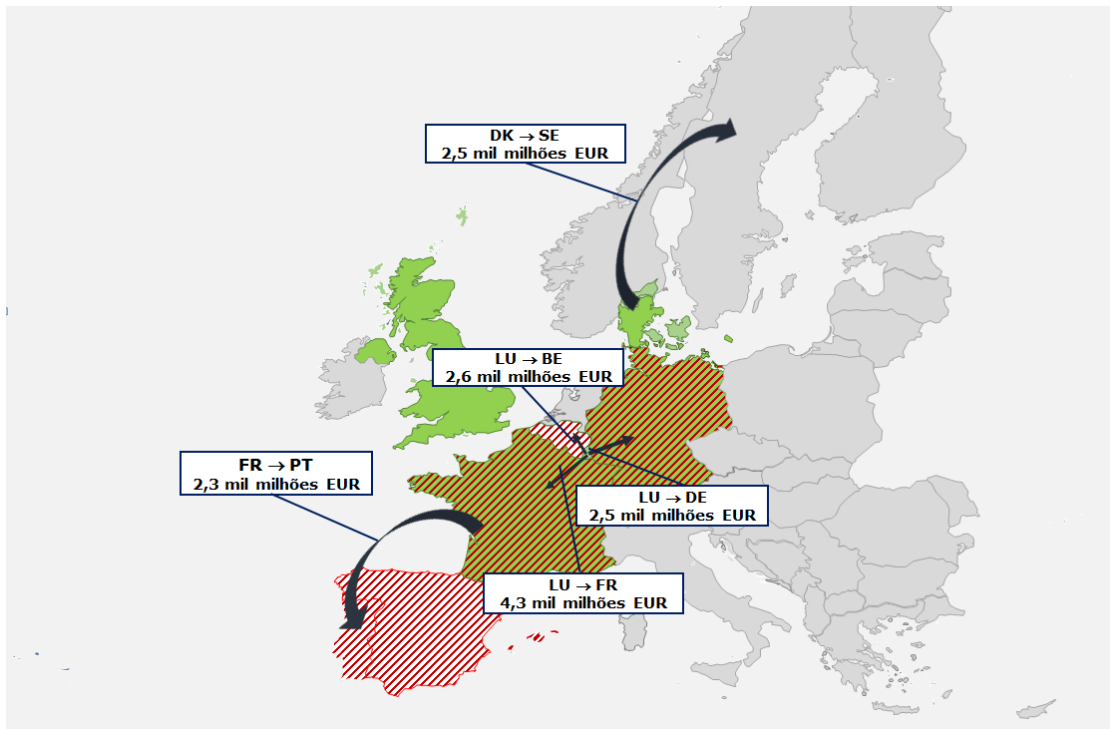 DK → SE
2,5 mil milhões EUR
LU → BE
2,6 mil milhões EUR
FR → PT
2,3 mil milhões EUR
LU → DE
2,5 mil milhões EUR
LU → FR
4,3 mil milhões EUR